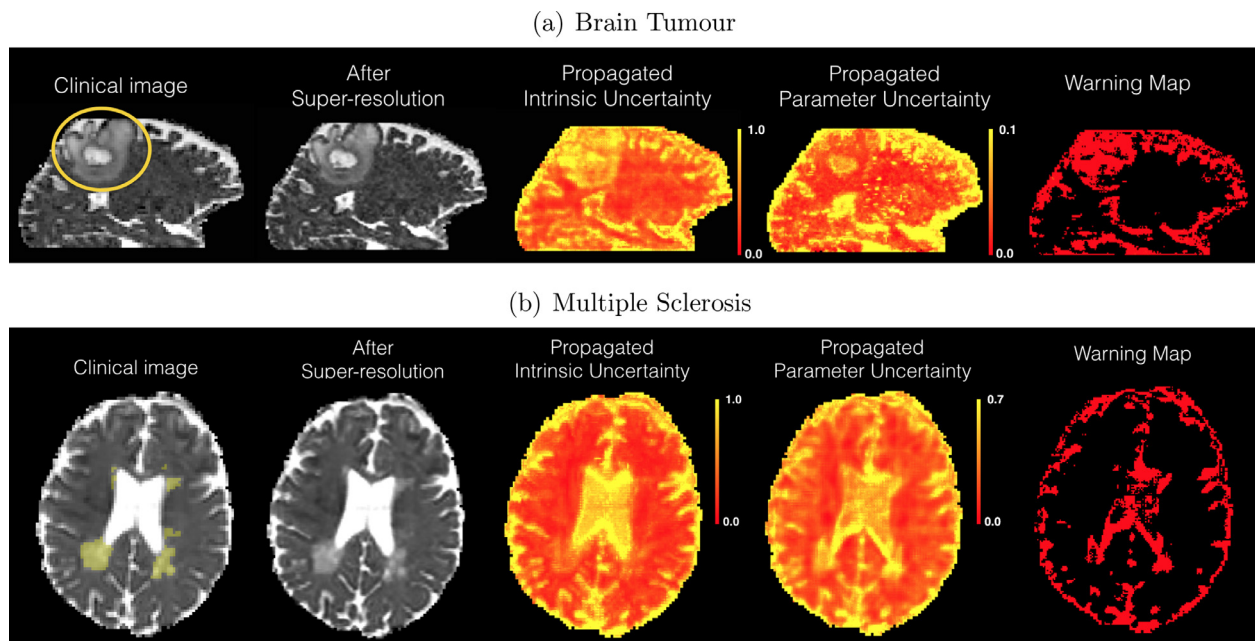 (a) Brain Tumour
Clinical image
After
Super-resolution
Propagated
Intrinsic Uncertainty
Propagated
Parameter Uncertainty
Warning Map
1.0
0.0
0.1
0.0
(b) Multiple Sclerosis
Clinical image
After
Super-resolution
Propagated
Intrinsic Uncertainty
Propagated
Parameter Uncertainty
Warning Map
1.0
0.0
0.7
0.0